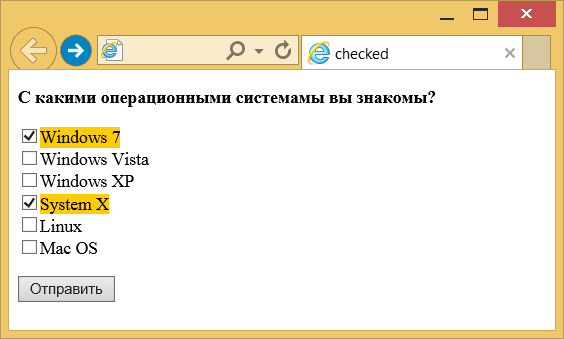 checked
С какими операционными системамы вы знакомы?
Windows 7
Windows Vista
Windows XP
System X
Linux
Mac OS
Отправить